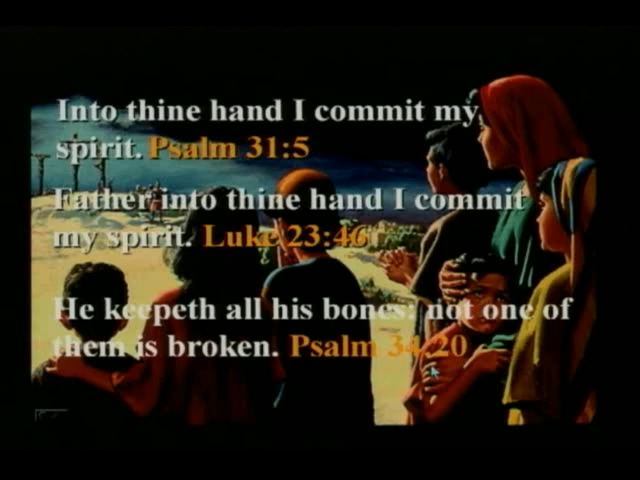 Into thine hand I commit my
spirit. Psalm 31:5
Father into thine hand I commit
my spirit. Luke 23:46
He keepeth all his bones: not one of
them is broken. Psalm 34:20